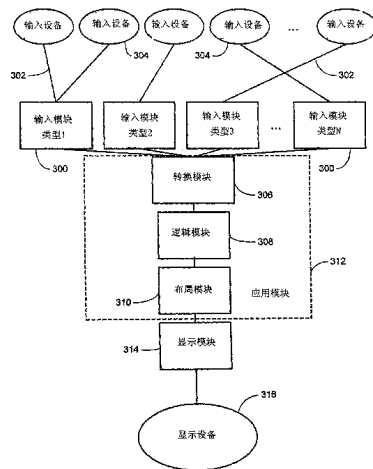 输入设备
输入设备
输入设备
输入设备
...
输入设备
304
304
302
302
输入模块
类型1
输入模块
类型2
输入模块
类型3
...
输入模块
类型N
300
300
转换模块
306
逻辑模块
308
312
310
布局模块
应用模块
314
显示模块
316
显示设备